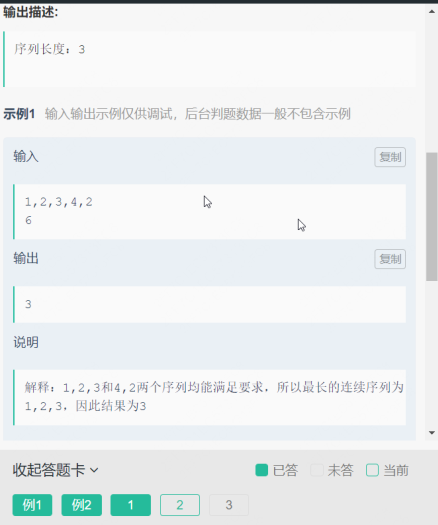 输出描述:
序列长度: 3
示例1 输入输出示例仅供调试, 后台判题数据一般不包含示例
输入 复制
1,2,3,4,2
6
输出 复制
3
说明
解释: 1,2,3和4,2两个序列均能满足要求, 所以最长的连续序列为
1,2,3, 因此结果为3
收起答题卡 已答 未答 当前
例1 例2 1 2 3